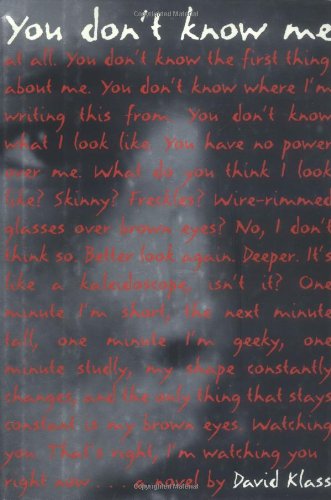 You don't know me
at all. You don't know the first thing
about me. You don't know where I'm
writing this from. You don't know
what I look like. You have no power
over me. What do you think I look
like? Skinny? Freckles? Wire-rimmed
glasses over brown eyes? No, I don't
think so. Better look again. Deeper. It's
like a kaleidoscope, isn't it? One
minute I'm short, the next minute
tall, one minute I'm geeky, one
minute studly, my shape constantly
changes, and the only thing that stays
constant is my brown eyes. Watching
you. That's right, I'm watching you
right now . . . . a novel by David Klass